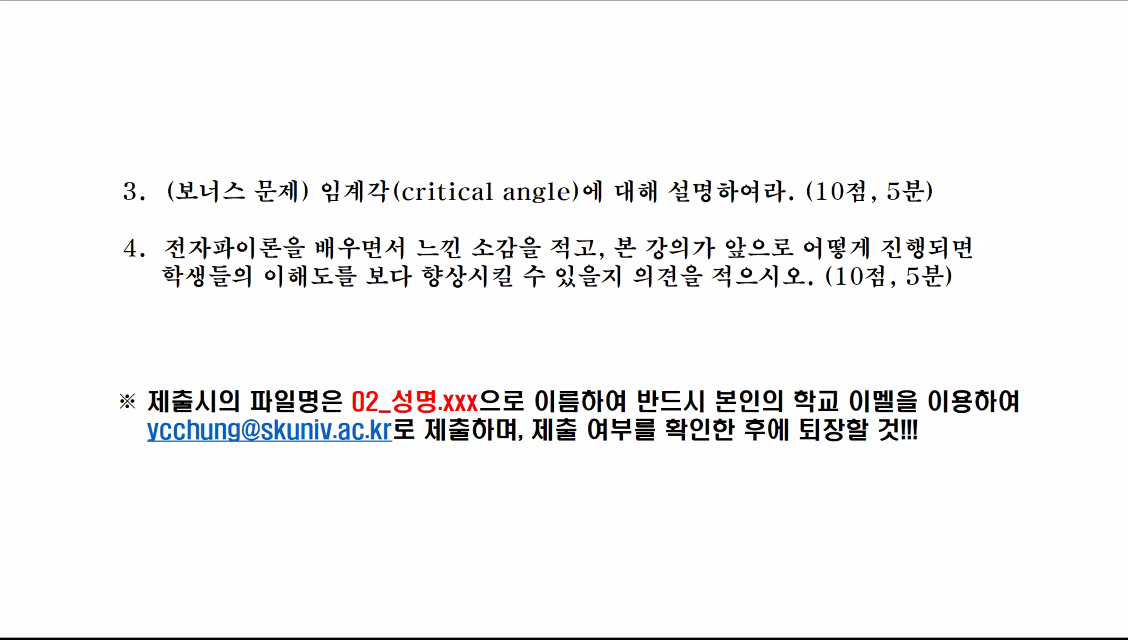 3. (보너스 문제) 임계각(critical angle)에 대해 설명하여라. (10점, 5분)
4. 전자파이론을 배우면서 느낀 소감을 적고, 본 강의가 앞으로 어떻게 진행되면
학생들의 이해도를 보다 향상시킬 수 있을지 의견을 적으시오. (10점, 5분)
※ 제출시의 파일명은 02_성명.xxx으로 이름하여 반드시 본인의 학교 이멜을 이용하여
ycchung@skuniv.ac.kr로 제출하며, 제출 여부를 확인한 후에 퇴장할 것!!!